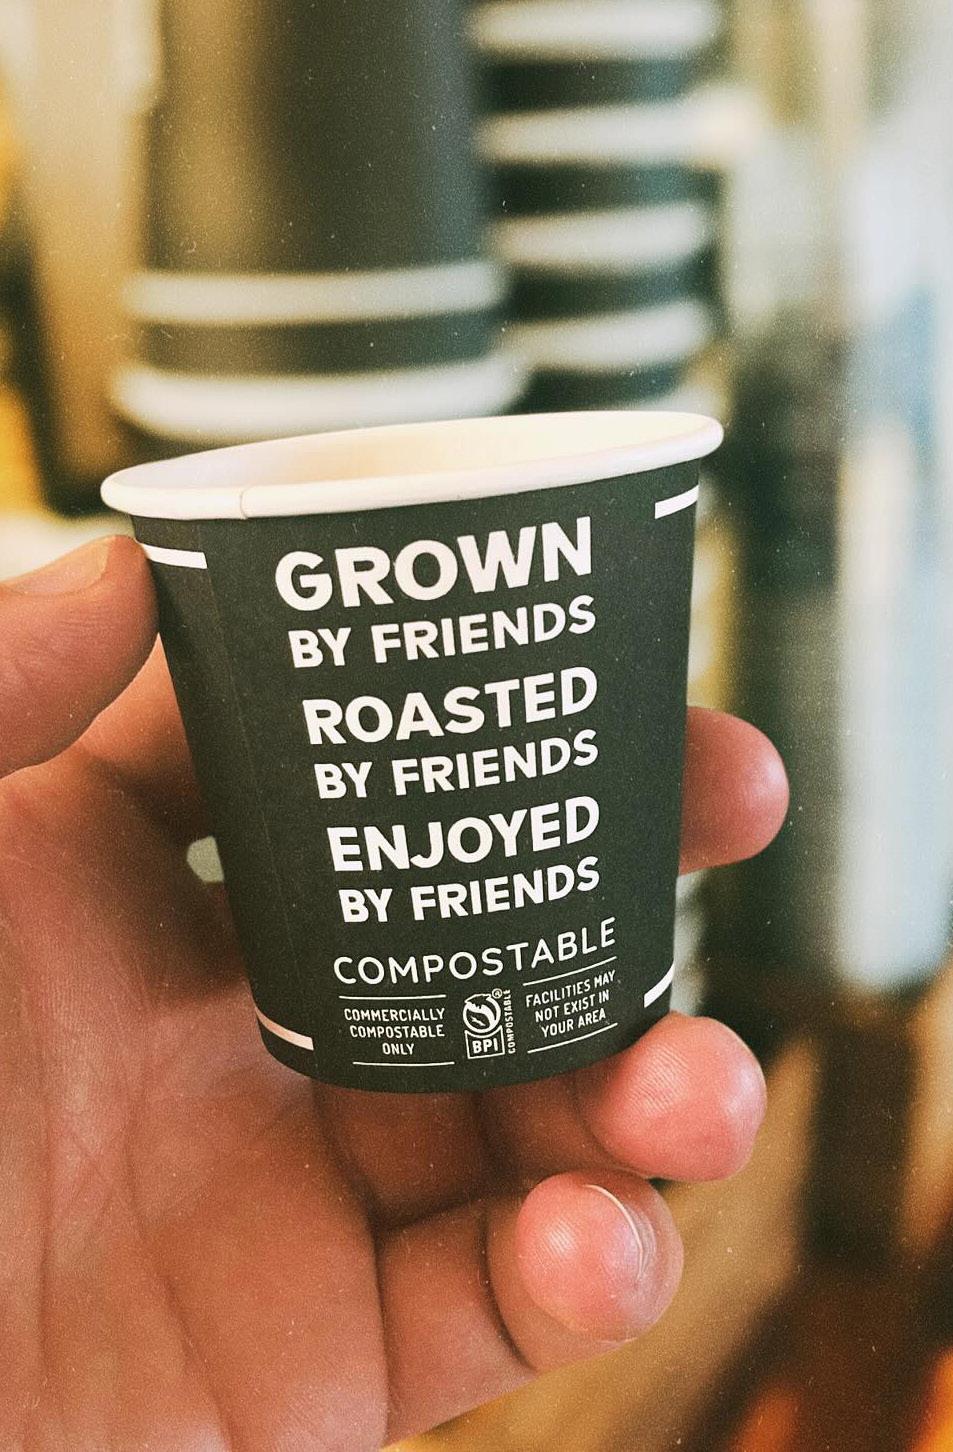 GROWN
BY FRIENDS
ROASTED
BY FRIENDS
ENJOYED
BY FRIENDS
COMPOSTABLE
COMMERCIALLY
COMPOSTABLE
ONLY
®
BPI
COMPOSTABLE
FACILITIES MAY
NOT EXIST IN
YOUR AREA